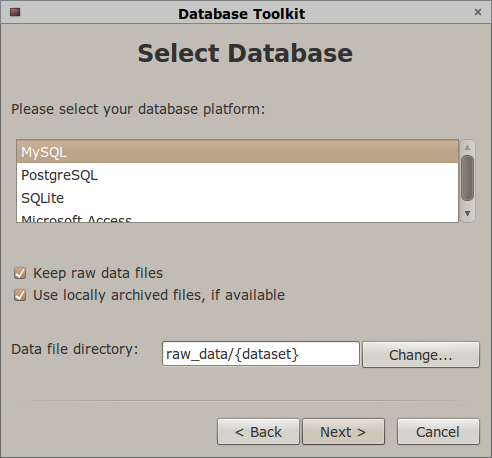 Database Toolkit
Select Database
Please select your database platform:
MySQL
PostgreSQL
SQLite
Microsoft Access
Keep raw data files
Use locally archived files, if available
Data file directory: raw_data/{dataset} Change...
< Back Next > Cancel